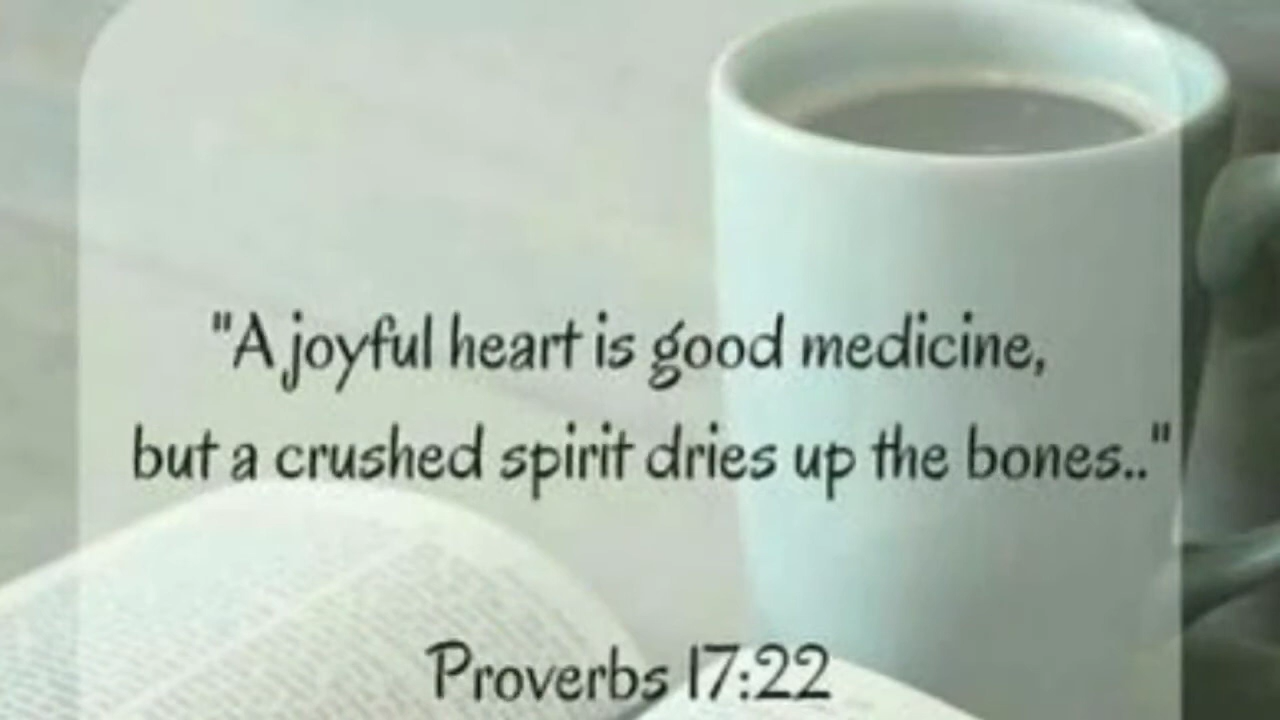 "A joyful heart is good medicine,
but a crushed spirit dries up the bones.."
Proverbs 17:22